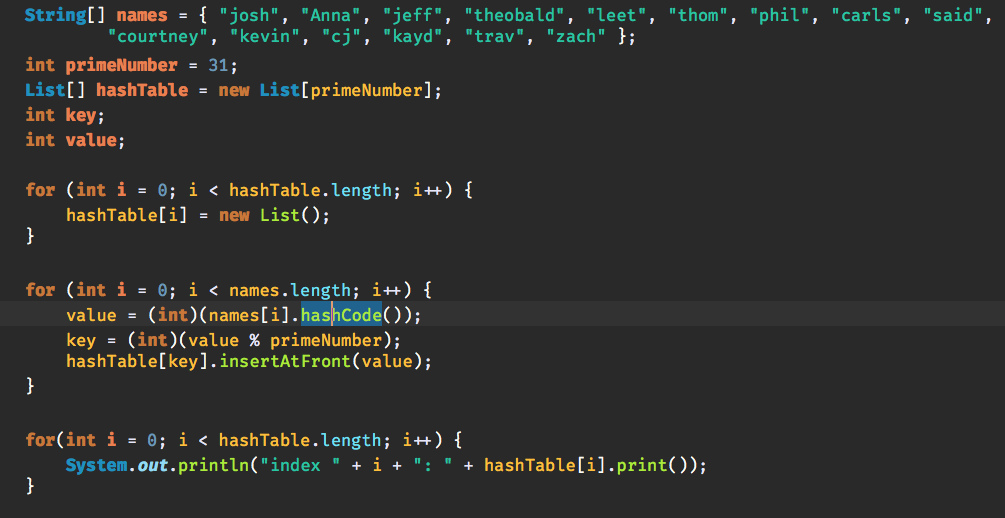 String[] names = { "josh", "Anna", "jeff", "theobald", "leet", "thom", "phil", "carls", "said",
        "courtney", "kevin", "cj", "kayd", "trav", "zach" };
int primeNumber = 31;
List[] hashTable = new List[primeNumber];
int key;
int value;

for (int i = 0; i < hashTable.length; i++) {
    hashTable[i] = new List();
}

for (int i = 0; i < names.length; i++) {
    value = (int)(names[i].hashCode());
    key = (int)(value % primeNumber);
    hashTable[key].insertAtFront(value);
}

for(int i = 0; i < hashTable.length; i++) {
    System.out.println("index " + i + ": " + hashTable[i].print());
}